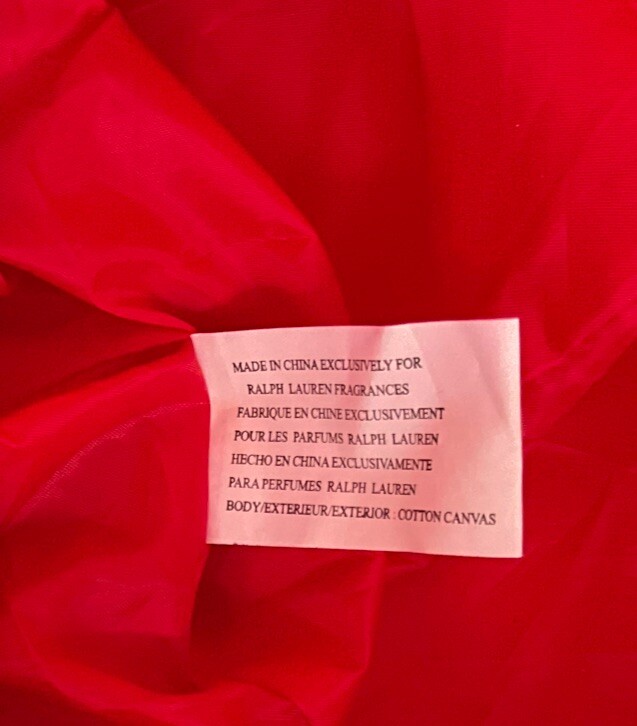 MADE IN CHINA EXCLUSIVELY FOR
RALPH LAUREN FRAGRANCES
FABRIQUE EN CHINE EXCLUSIVEMENT
POUR LES PARFUMS RALPH LAUREN
HECHO EN CHINA EXCLUSIVAMENTE
PARA PERFUMES RALPH LAUREN
BODY/EXTERIEUR/EXTERIOR : COTTON CANVAS